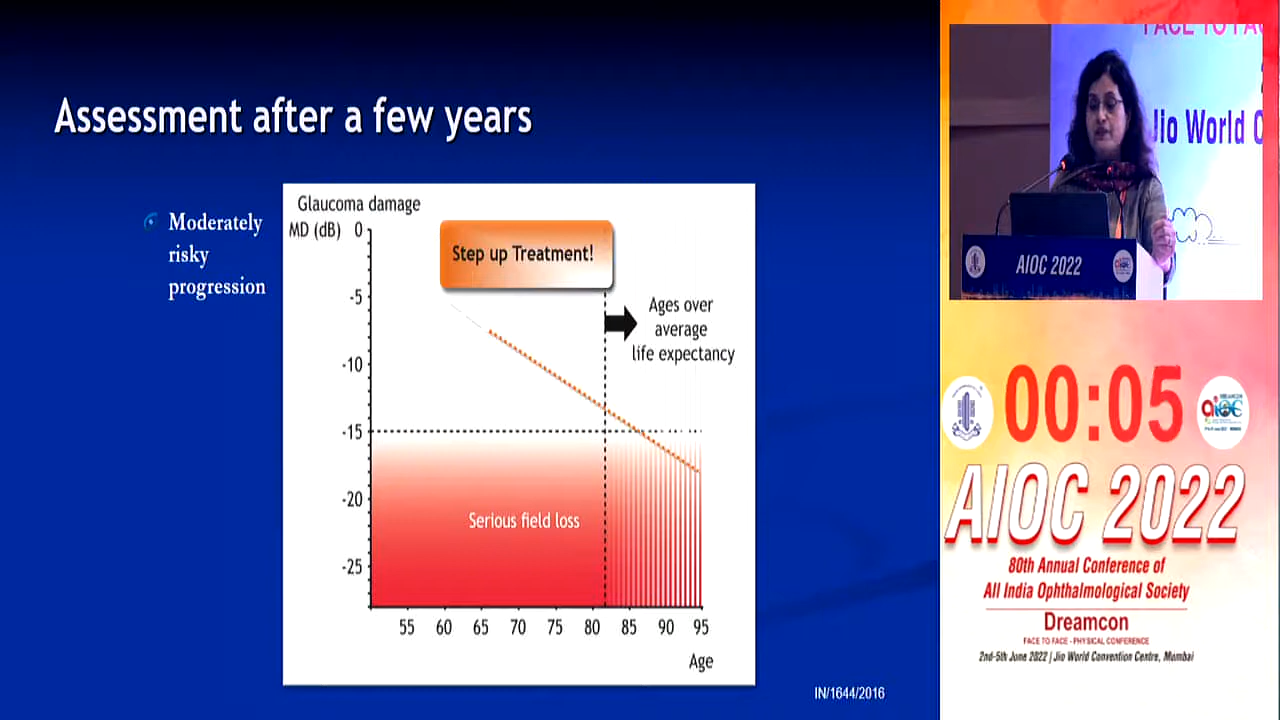 Assessment after a few years
Moderately
risky
progression
Glaucoma damage
MD (dB)
0
-5
-10
-15
-20
-25
Step up Treatment!
Ages over
average
life expectancy
Serious field loss
55 60 65 70 75 80 85 90 95
Age
IN/1644/2016
Jio World
AIOC 2022
00:05
AIOC 2022
80th Annual Conference of
All India Ophthalmological Society
Dreamcon
FACE TO FACE - PHYSICAL CONFERENCE
2nd-5th June 2022 | Jio World Convention Centre, Mumbai